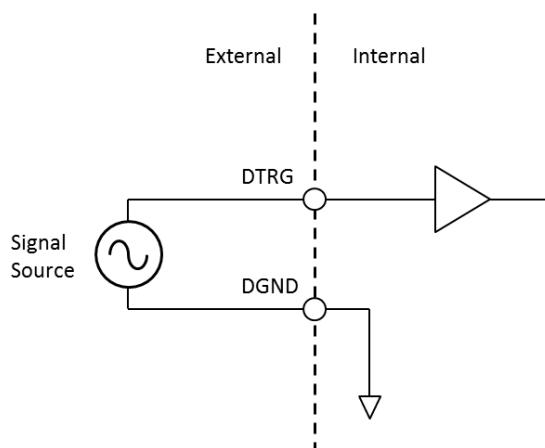 External
Internal
DTRG
Signal
Source
DGND